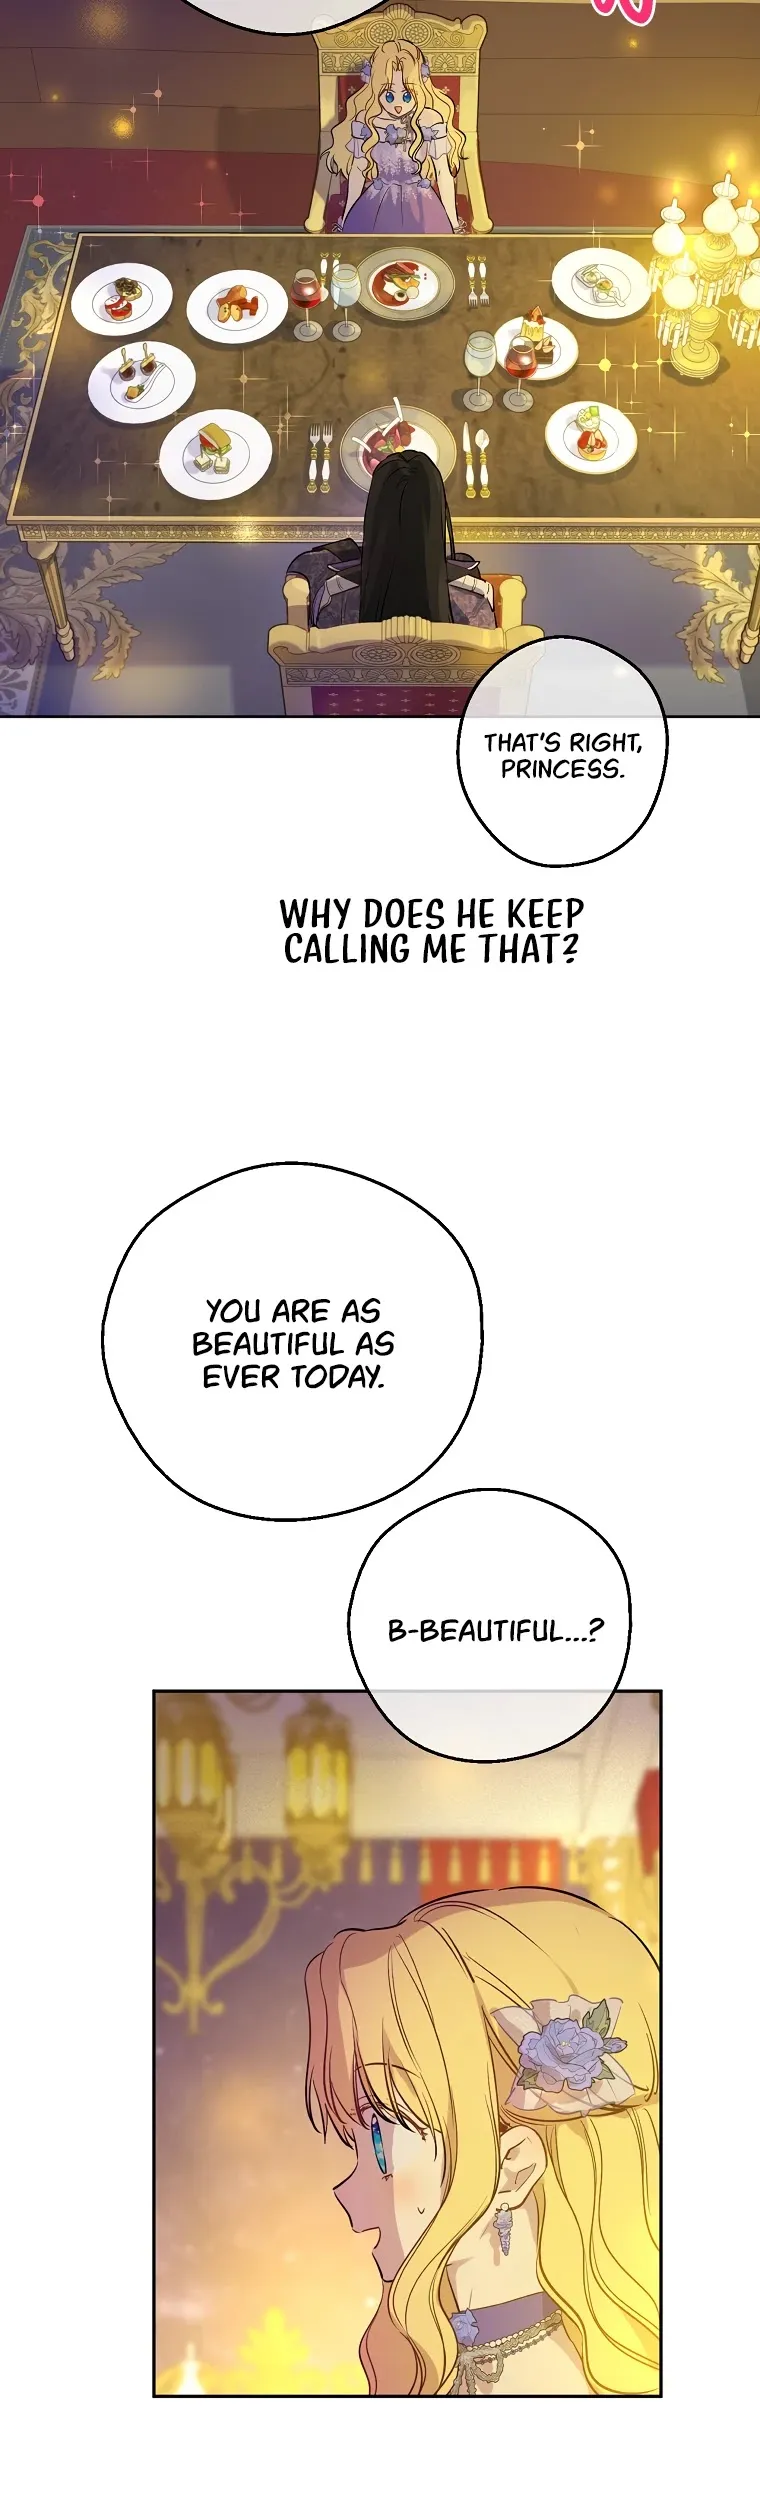 THAT'S RIGHT,
PRINCESS.
WHY DOES HE KEEP
CALLING ME THAT?
YOU ARE AS
BEAUTIFUL AS
EVER TODAY.
B-BEAUTIFUL...?